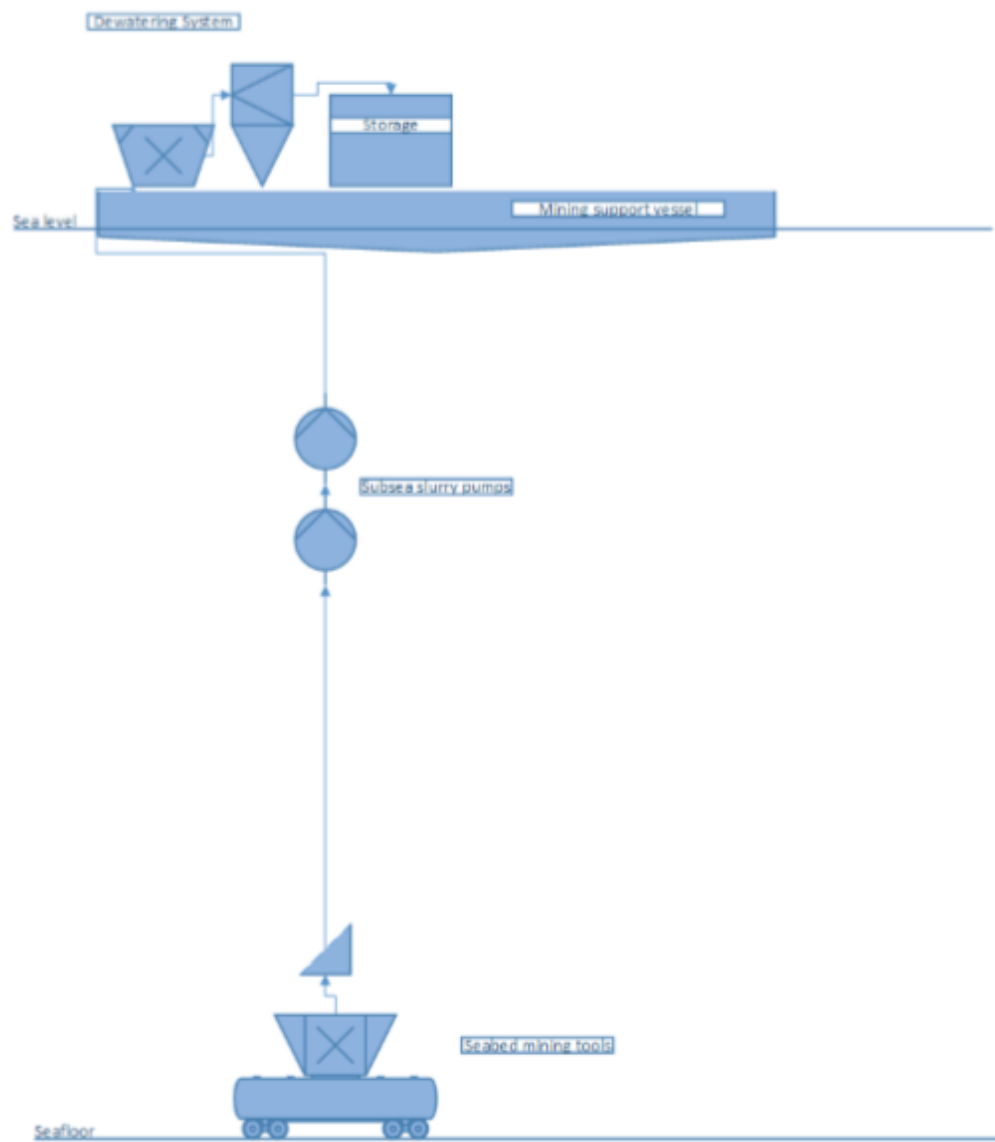 Dewatering System
Storage
Mining support vessel
Sea level
Subsea slurry pumps
Seabed mining tools
Seafloor